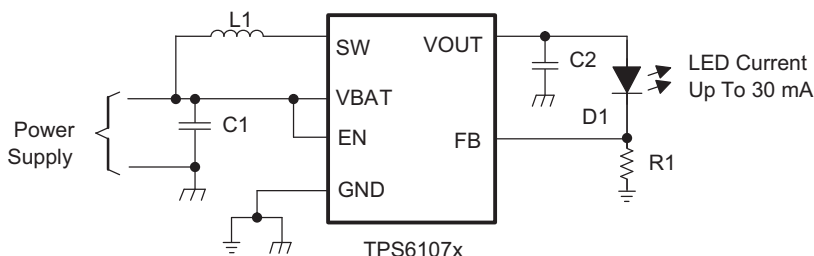 L1
SW
VOUT
C2
LED Current
Up To 30 mA
D1
Power
Supply
C1
VBAT
EN
FB
R1
GND
TPS6107x